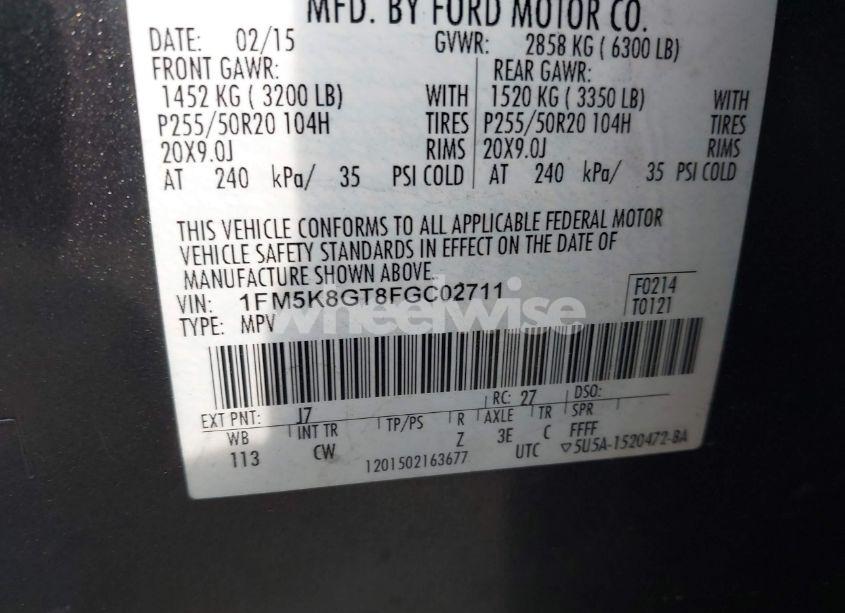 MFD. BY FORD MOTOR CO.
DATE: 02/15 GVWR: 2858 KG ( 6300 LB)
FRONT GAWR: REAR GAWR:
1452 KG ( 3200 LB) WITH 1520 KG ( 3350 LB) WITH
P255/50R20 104H TIRES P255/50R20 104H TIRES
20X9.0J RIMS 20X9.0J RIMS
AT 240 kPa/ 35 PSI COLD AT 240 kPa/ 35 PSI COLD
THIS VEHICLE CONFORMS TO ALL APPLICABLE FEDERAL MOTOR
VEHICLE SAFETY STANDARDS IN EFFECT ON THE DATE OF
MANUFACTURE SHOWN ABOVE.
VIN: 1FM5K8GT8FGC02711 F0214
TYPE: MPV T0121
wheelwise
EXT PNT: J7 RC: 27 DSO:
WB INT TR TP/PS R AXLE TR SPR
113 CW Z 3E C FFFF
1201502163677 UTC ▽5U5A-1520472-BA